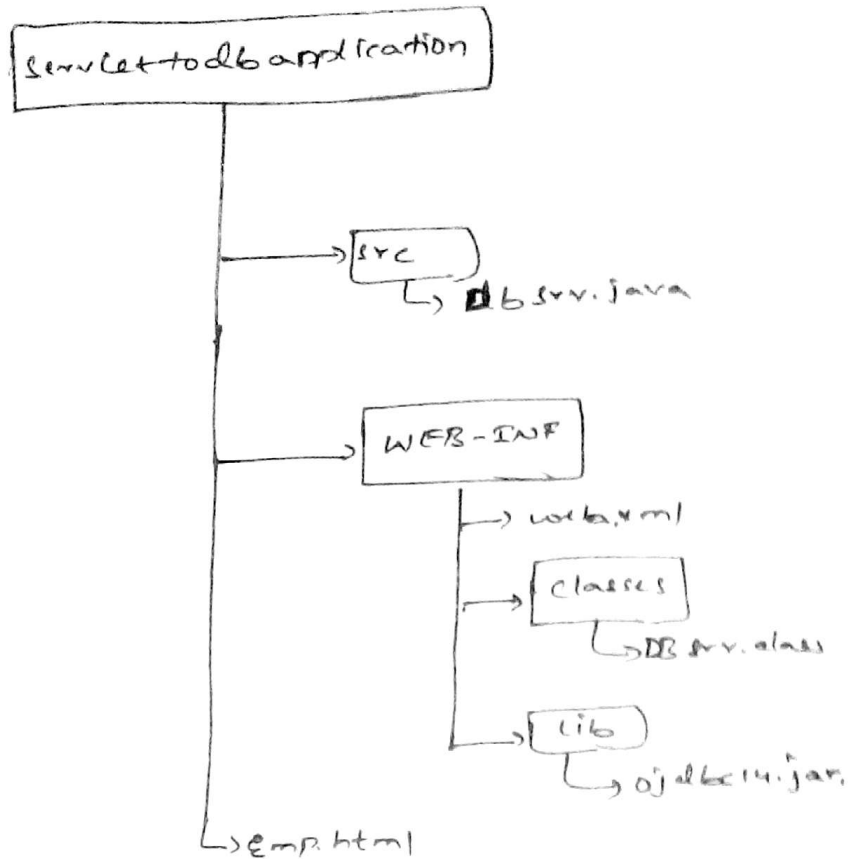 servlettodbapplication
src
Dbsrv.java
WEB-INF
web.xml
classes
DBsrv.class
lib
ojdbc14.jar.
Emp.html